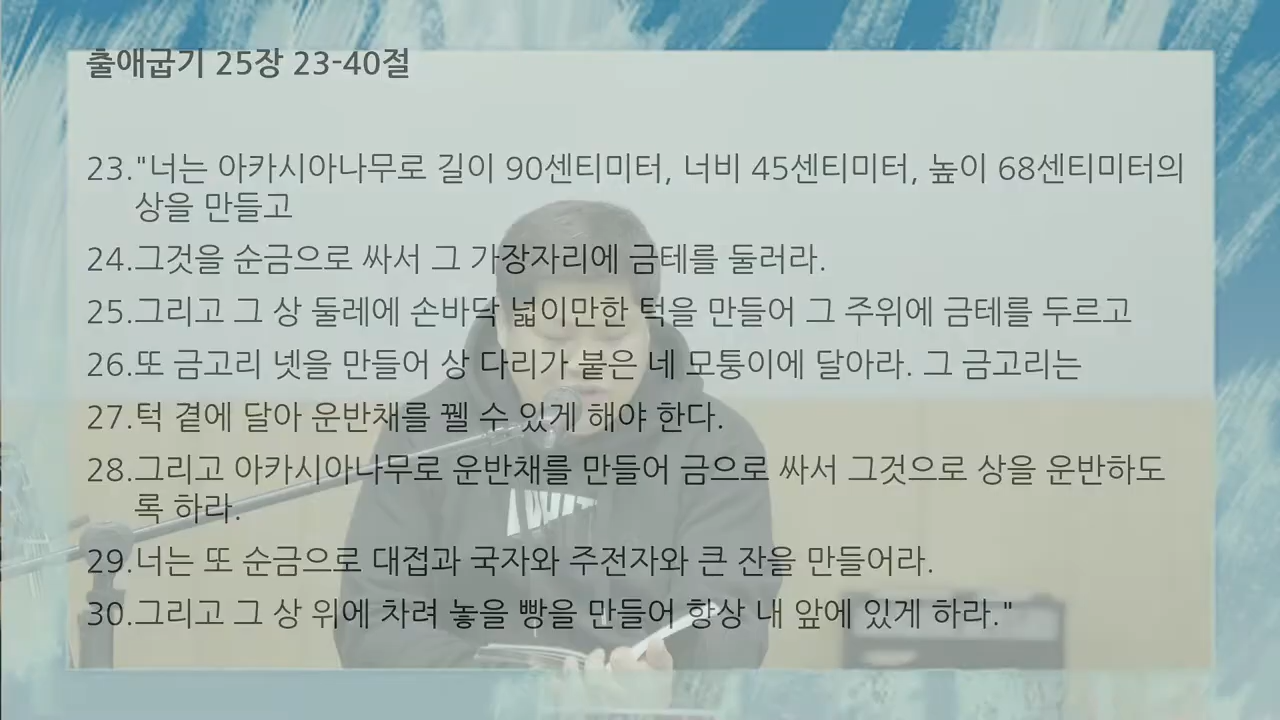 출애굽기 25장 23-40절
23."너는 아카시아나무로 길이 90센티미터, 너비 45센티미터, 높이 68센티미터의
상을 만들고
24.그것을 순금으로 싸서 그 가장자리에 금테를 둘러라.
25.그리고 그 상 둘레에 손바닥 넓이만한 턱을 만들어 그 주위에 금테를 두르고
26.또 금고리 넷을 만들어 상 다리가 붙은 네 모퉁이에 달아라. 그 금고리는
27.턱 곁에 달아 운반채를 꿸 수 있게 해야 한다.
28.그리고 아카시아나무로 운반채를 만들어 금으로 싸서 그것으로 상을 운반하도
록 하라.
29.너는 또 순금으로 대접과 국자와 주전자와 큰 잔을 만들어라.
30.그리고 그 상 위에 차려 놓을 빵을 만들어 항상 내 앞에 있게 하라."